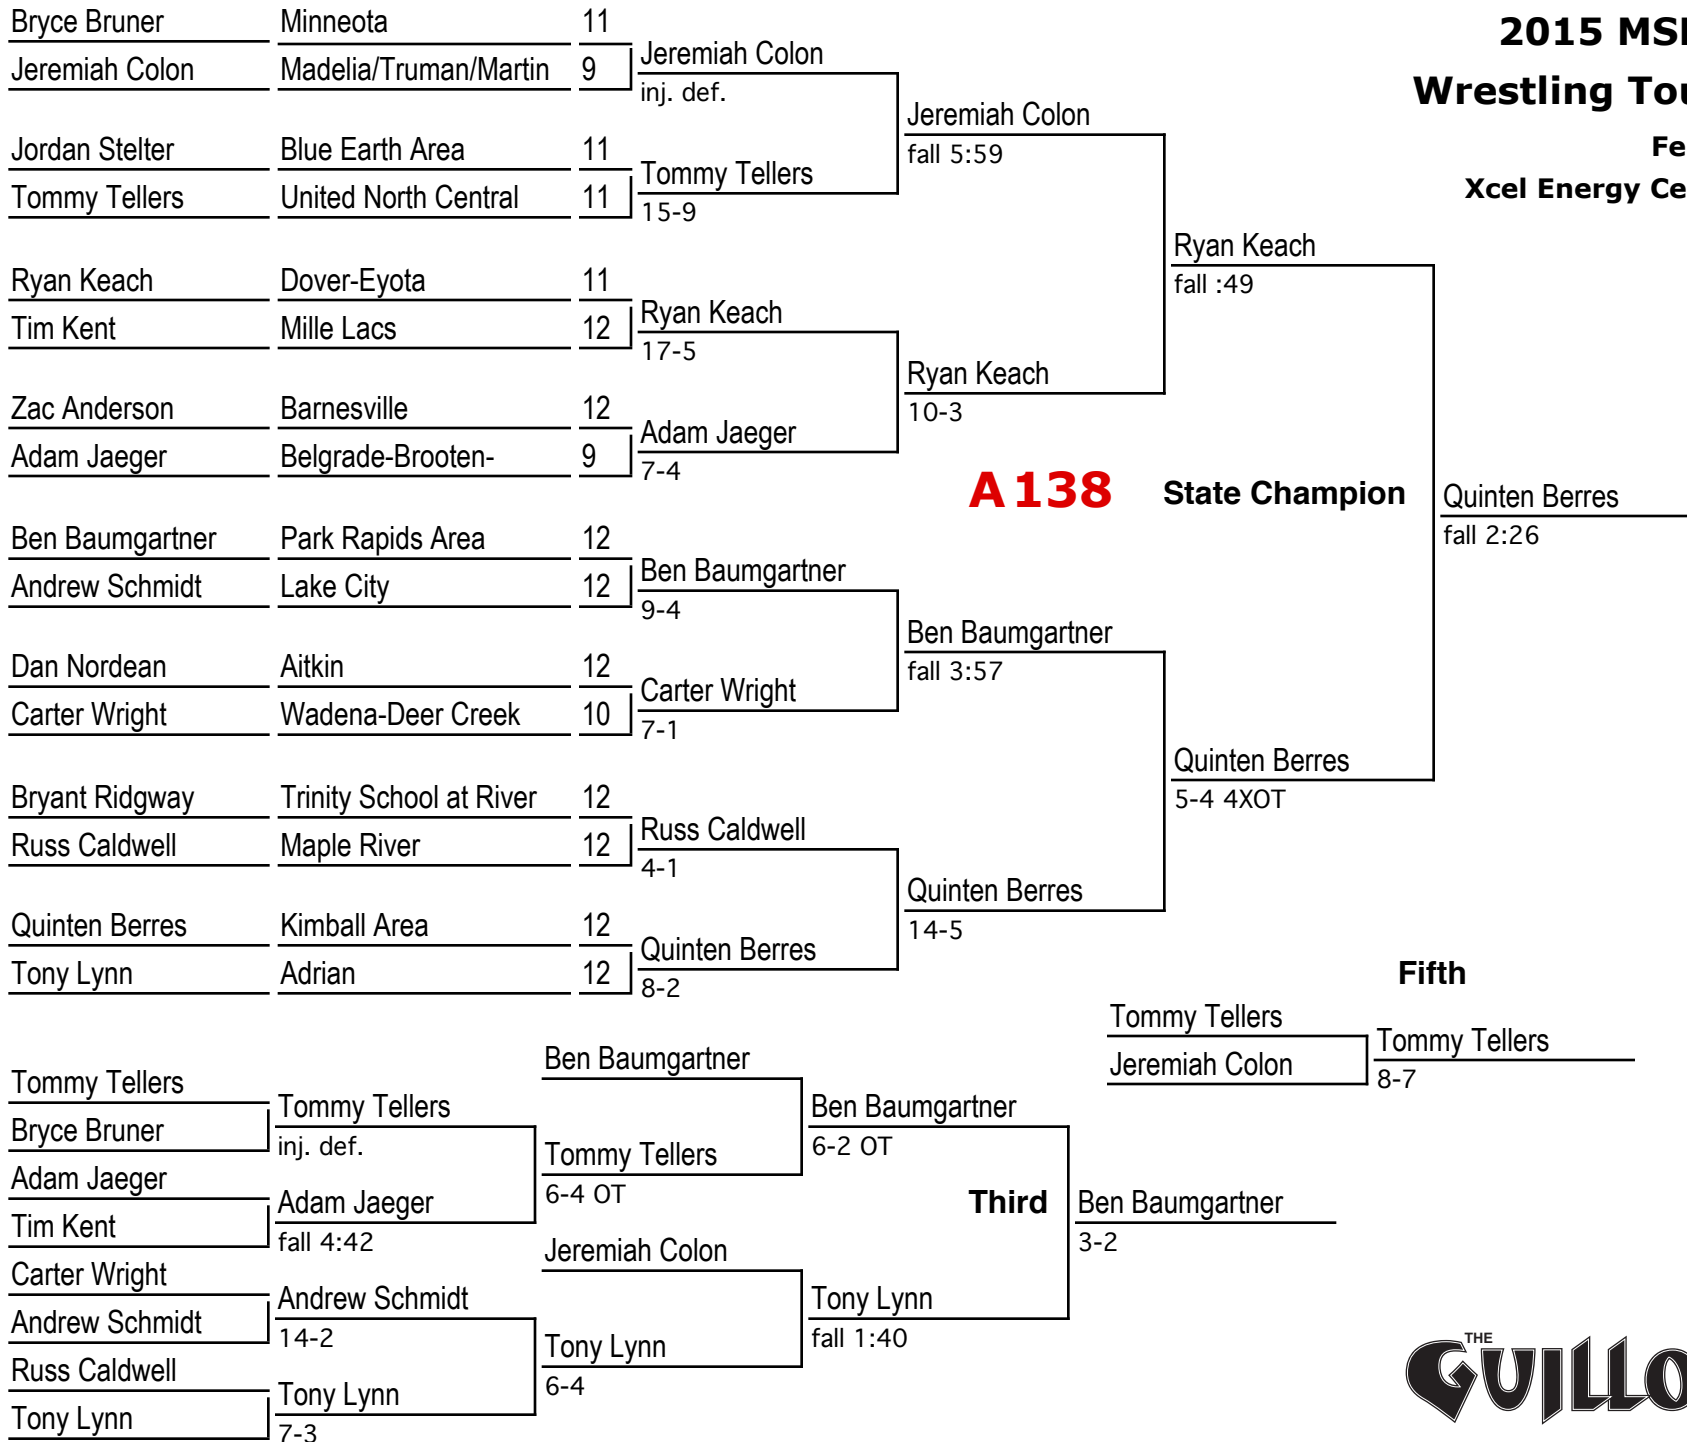 Bryce Bruner Minneota 11
Jeremiah Colon Madelia/Truman/Martin 9
Jeremiah Colon
inj. def.
Jordan Stelter Blue Earth Area 11
Tommy Tellers United North Central 11
Tommy Tellers
15-9
Jeremiah Colon
fall 5:59
Ryan Keach Dover-Eyota 11
Tim Kent Mille Lacs 12
Ryan Keach
17-5
Zac Anderson Barnesville 12
Adam Jaeger Belgrade-Brooten- 9
Adam Jaeger
7-4
Ryan Keach
10-3
Ryan Keach
fall :49
Ben Baumgartner Park Rapids Area 12
Andrew Schmidt Lake City 12
Ben Baumgartner
9-4
Dan Nordean Aitkin 12
Carter Wright Wadena-Deer Creek 10
Carter Wright
7-1
Ben Baumgartner
fall 3:57
Bryant Ridgway Trinity School at River 12
Russ Caldwell Maple River 12
Russ Caldwell
4-1
Quinten Berres Kimball Area 12
Tony Lynn Adrian 12
Quinten Berres
8-2
Quinten Berres
14-5
Quinten Berres
5-4 4XOT
2015 MS
Wrestling Tou
Fe
Xcel Energy Ce
A 138 State Champion
Quinten Berres
fall 2:26
Fifth
Tommy Tellers
Jeremiah Colon
Tommy Tellers
8-7
Tommy Tellers
Bryce Bruner
Tommy Tellers
inj. def.
Adam Jaeger
Tim Kent
Adam Jaeger
fall 4:42
Carter Wright
Andrew Schmidt
Andrew Schmidt
14-2
Russ Caldwell
Tony Lynn
Tony Lynn
7-3
Ben Baumgartner
Tommy Tellers
6-4 OT
Jeremiah Colon
Tony Lynn
6-4
Ben Baumgartner
6-2 OT
Tony Lynn
fall 1:40
Third
Ben Baumgartner
3-2
THE
GUILLO